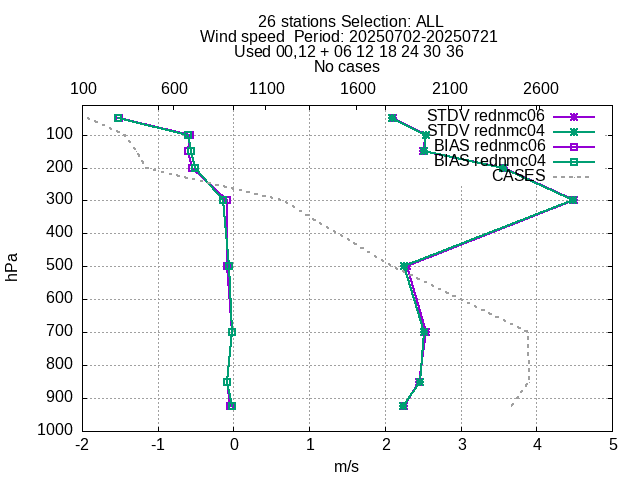 26 stations Selection: ALL
Wind speed  Period: 20250702-20250721
Used 00,12 + 06 12 18 24 30 36
No cases
100 600 1100 1600 2100 2600
STDV rednmc06
STDV rednmc04
BIAS rednmc06
BIAS rednmc04
CASES
100
200
300
400
500
600
700
800
900
1000
hPa
-2 -1 0 1 2 3 4 5
m/s